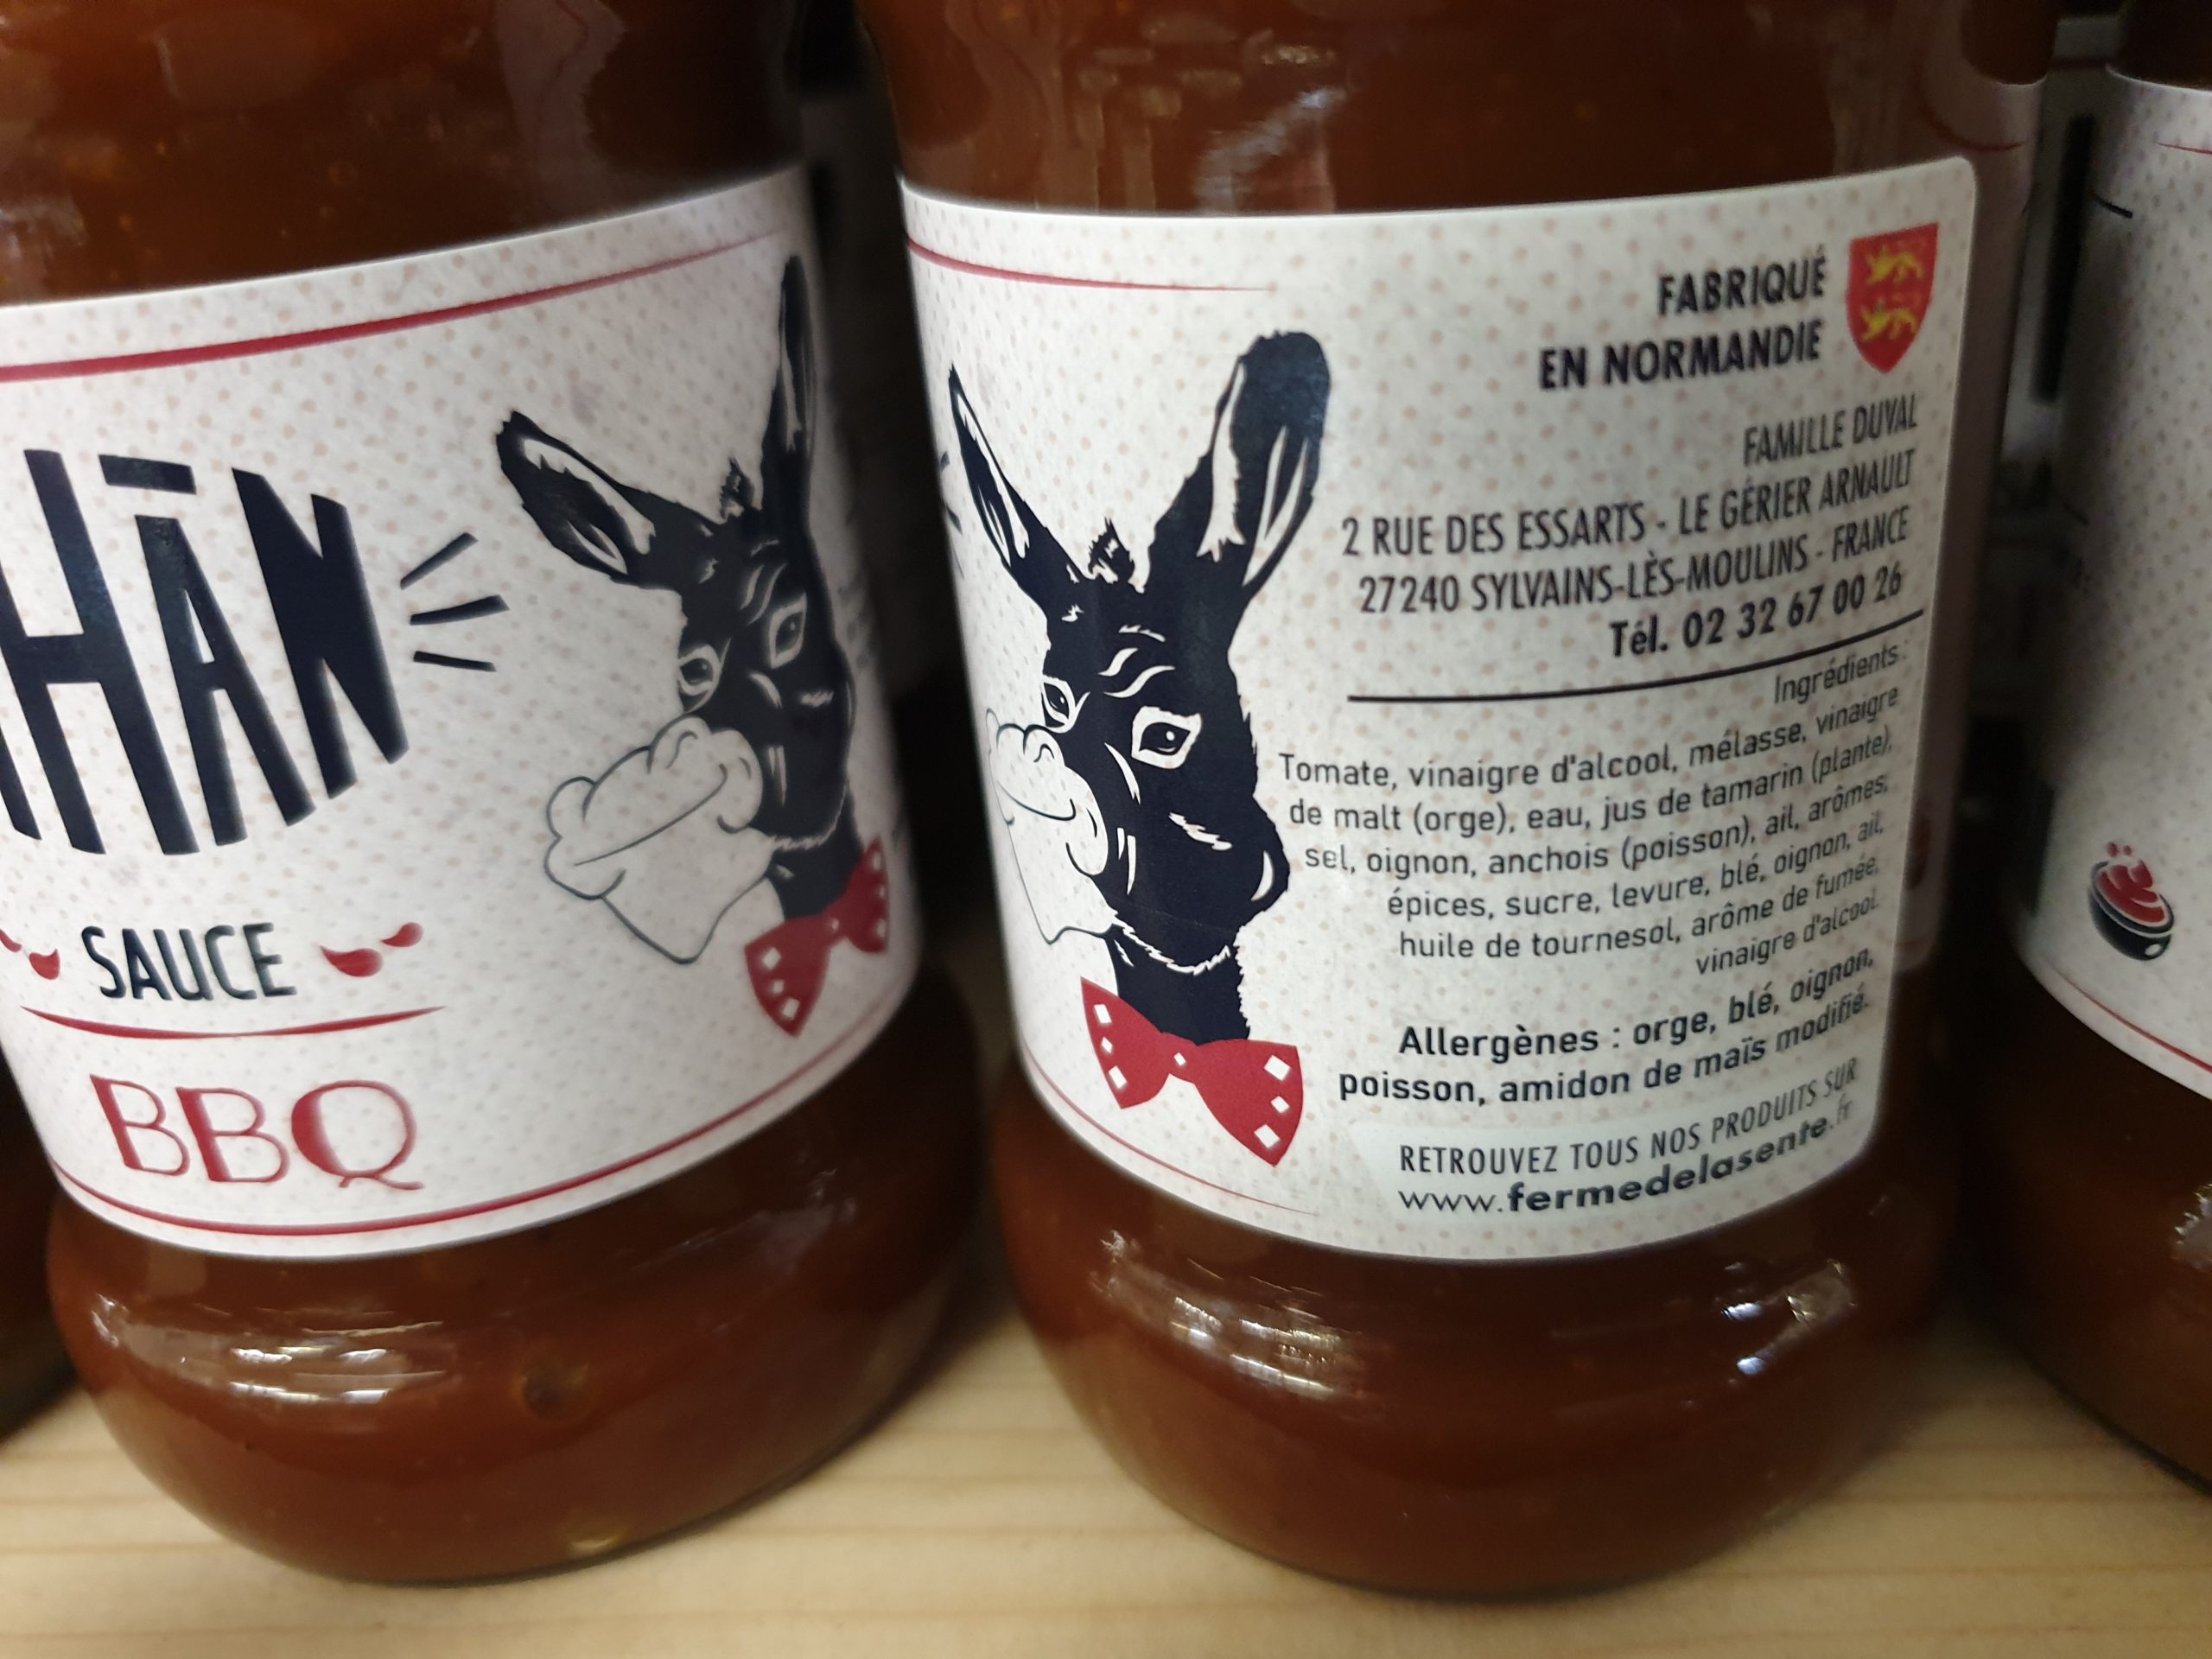 HĀN
SAUCE
BBQ
FABRIQUÉ
EN NORMANDIE
FAMILLE DUVAL
2 RUE DES ESSARTS - LE GÉRIER ARNAULT
27240 SYLVAINS-LÈS-MOULINS - FRANCE
Tél. 02 32 67 00 26
Ingrédients :
Tomate, vinaigre d'alcool, mélasse, vinaigre
de malt (orge), eau, jus de tamarin (plante),
sel, oignon, anchois (poisson), ail, arômes,
épices, sucre, levure, blé, oignon, ail,
huile de tournesol, arôme de fumée,
vinaigre d'alcool.
Allergènes : orge, blé, oignon,
poisson, amidon de maïs modifié.
RETROUVEZ TOUS NOS PRODUITS SUR
www.fermedelasente.fr